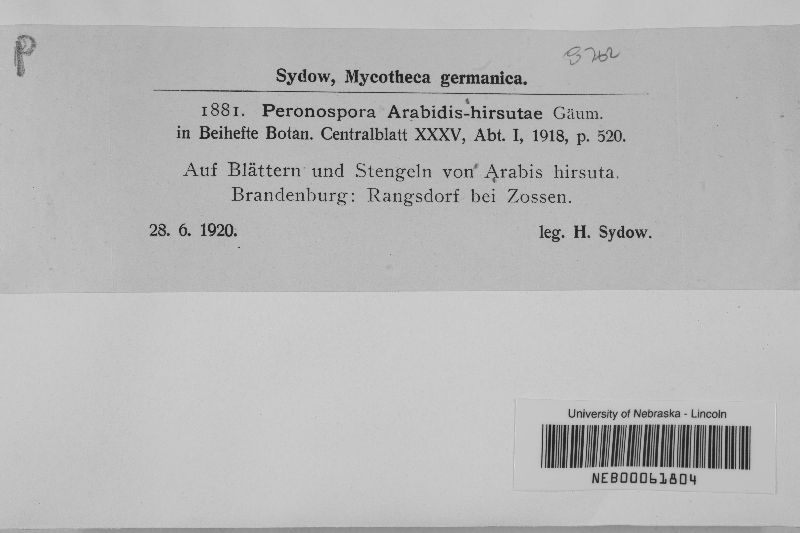 P
Sydow, Mycotheca germanica.
1881. Peronospora Arabidis-hirsutae Gäum.
in Beihefte Botan. Centralblatt XXXV, Abt. I, 1918, p. 520.
Auf Blättern und Stengeln von Arabis hirsuta.
Brandenburg: Rangsdorf bei Zossen.
28. 6. 1920. leg. H. Sydow.
University of Nebraska - Lincoln
NEB00061804